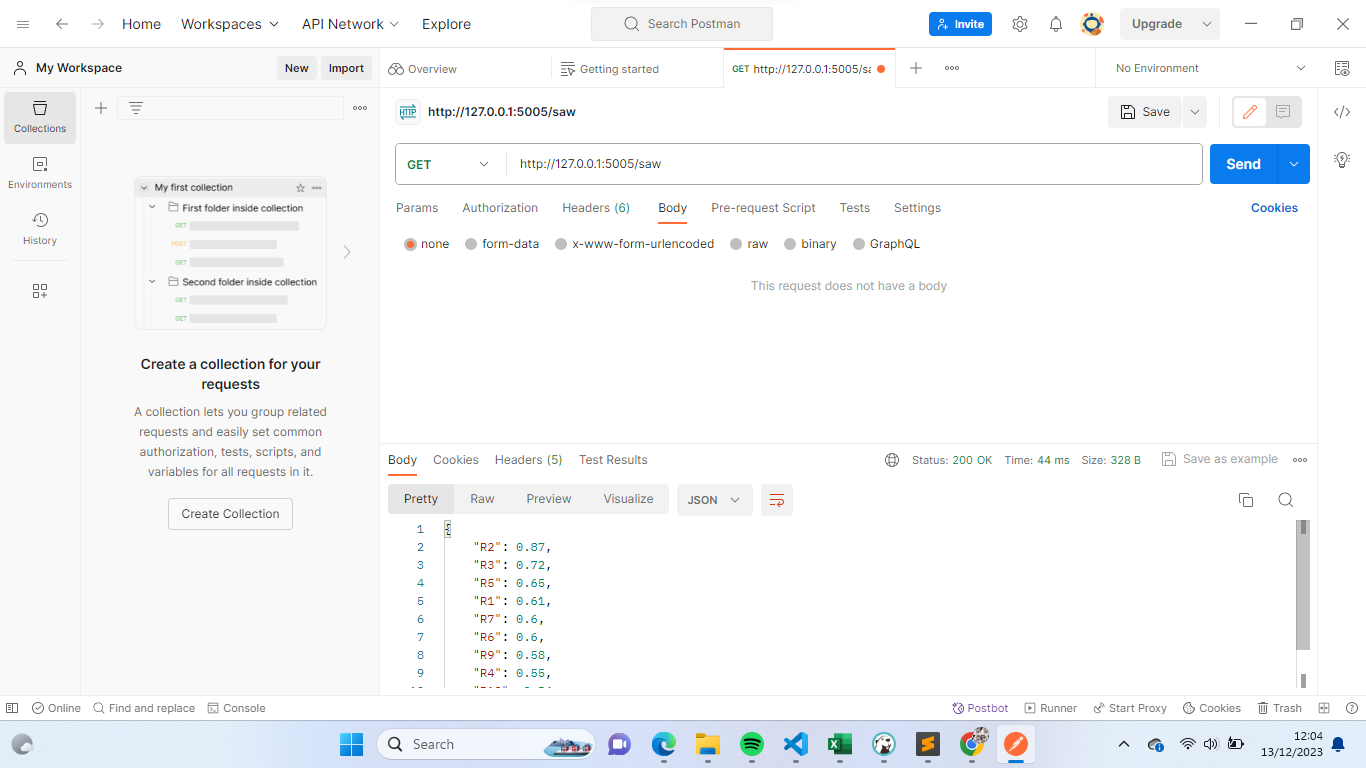 Home Workspaces API Network Explore Search Postman Invite Upgrade
My Workspace New Import Overview Getting started GET http://127.0.0.1:5005/sa No Environment
Collections
Environments
History
My first collection
First folder inside collection
GET
POST
GET
Second folder inside collection
GET
GET
Create a collection for your
requests
A collection lets you group related
requests and easily set common
authorization, tests, scripts, and
variables for all requests in it.
Create Collection
HTTP http://127.0.0.1:5005/saw Save
GET http://127.0.0.1:5005/saw Send
Params Authorization Headers (6) Body Pre-request Script Tests Settings Cookies
none form-data x-www-form-urlencoded raw binary GraphQL
This request does not have a body
Body Cookies Headers (5) Test Results Status: 200 OK Time: 44 ms Size: 328 B Save as example
Pretty Raw Preview Visualize JSON
1 {
2 "R2": 0.87,
3 "R3": 0.72,
4 "R5": 0.65,
5 "R1": 0.61,
6 "R7": 0.6,
7 "R6": 0.6,
8 "R9": 0.58,
9 "R4": 0.55,
Online Find and replace Console Postbot Runner Start Proxy Cookies Trash
Search 12:04
13/12/2023